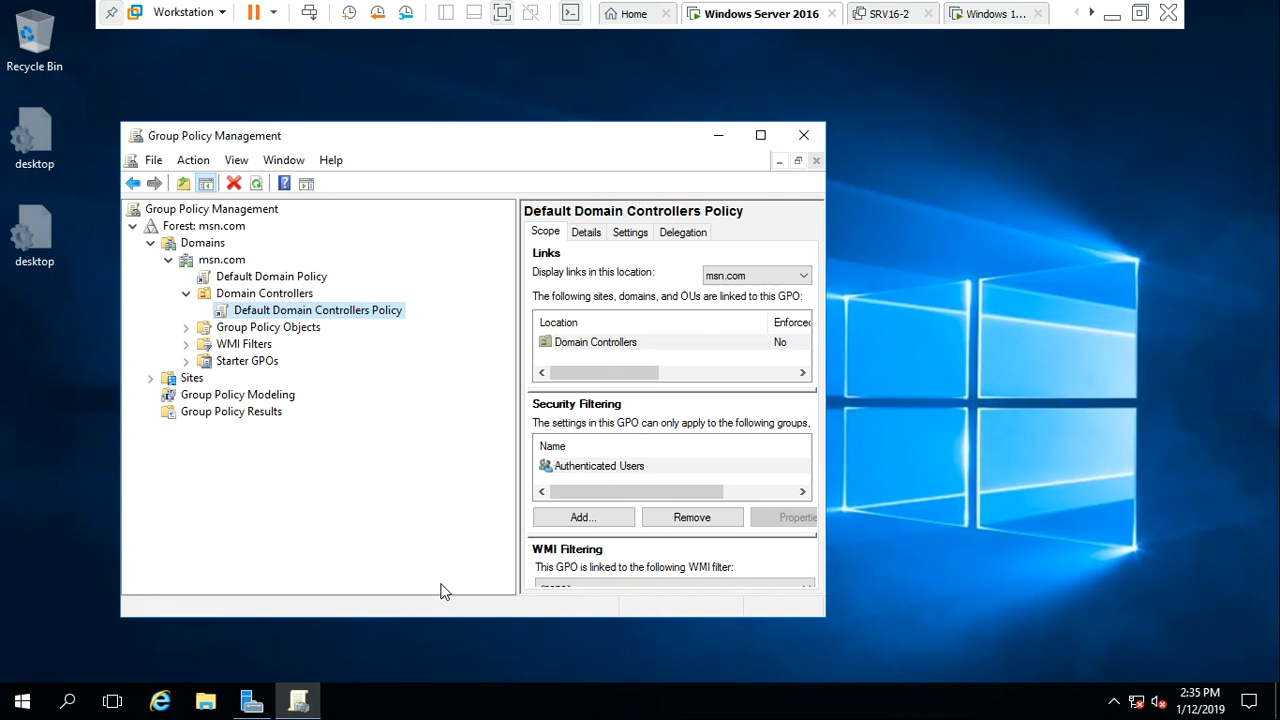 Workstation
Home
Windows Server 2016
SRV16-2
Windows 1...
Recycle Bin
desktop
desktop
Group Policy Management
File Action View Window Help
Group Policy Management
Forest: msn.com
Domains
msn.com
Default Domain Policy
Domain Controllers
Default Domain Controllers Policy
Group Policy Objects
WMI Filters
Starter GPOs
Sites
Group Policy Modeling
Group Policy Results
Default Domain Controllers Policy
Scope Details Settings Delegation
Links
Display links in this location: msn.com
The following sites, domains, and OUs are linked to this GPO:
Location Enforced
Domain Controllers No
Security Filtering
The settings in this GPO can only apply to the following groups,
Name
Authenticated Users
Add... Remove Propertie
WMI Filtering
This GPO is linked to the following WMI filter:
2:35 PM
1/12/2019